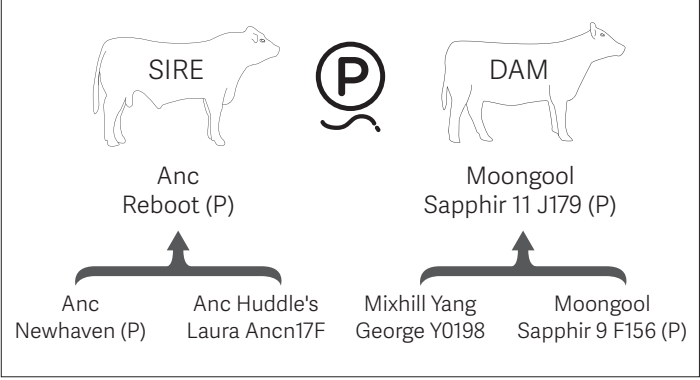 SIRE
P
DAM
Anc
Reboot (P)
Moongool
Sapphir 11 J179 (P)
Anc
Newhaven (P)
Anc Huddle's
Laura Ancn17F
Mixhill Yang
George Y0198
Moongool
Sapphir 9 F156 (P)